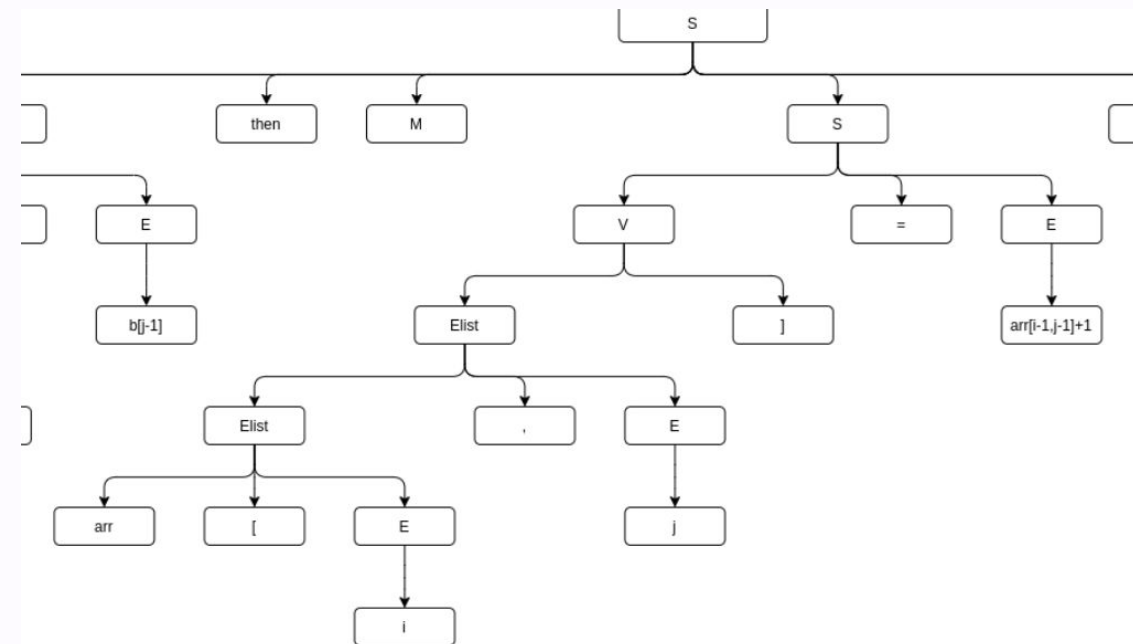 S
then
M
S
E
V
=
E
b[j-1]
Elist
]
arr[i-1,j-1]+1
Elist
,
E
arr
[
E
j
i